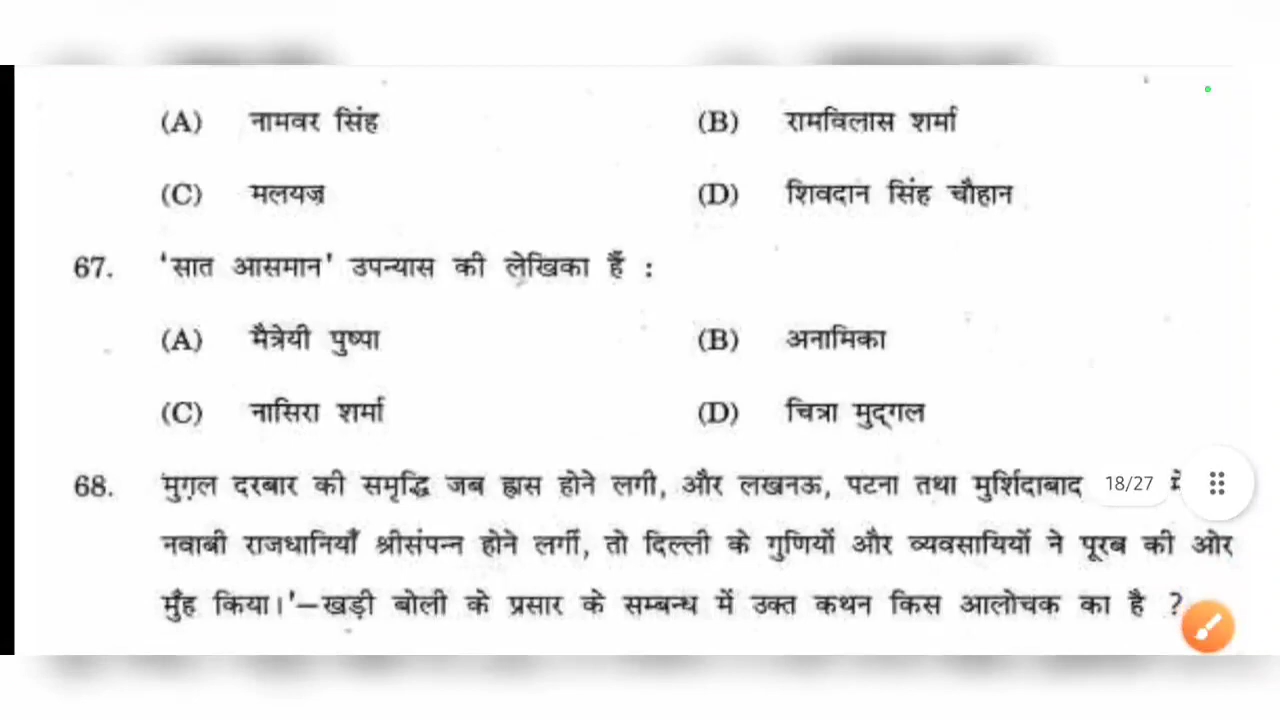 (A) नामवर सिंह (B) रामविलास शर्मा
(C) मलयज (D) शिवदान सिंह चौहान
67. 'सात आसमान' उपन्यास की लेखिका हैं :
(A) मैत्रेयी पुष्पा (B) अनामिका
(C) नासिरा शर्मा (D) चित्रा मुद्‌गल
68. 'मुग़ल दरबार की समृद्धि जब ह्रास होने लगी, और लखनऊ, पटना तथा मुर्शिदाबाद 18/27 में
नवाबी राजधानियाँ श्रीसंपन्न होने लगीं, तो दिल्ली के गुणियों और व्यवसायियों ने पूरब की ओर
मुँह किया।'–खड़ी बोली के प्रसार के सम्बन्ध में उक्त कथन किस आलोचक का है ?